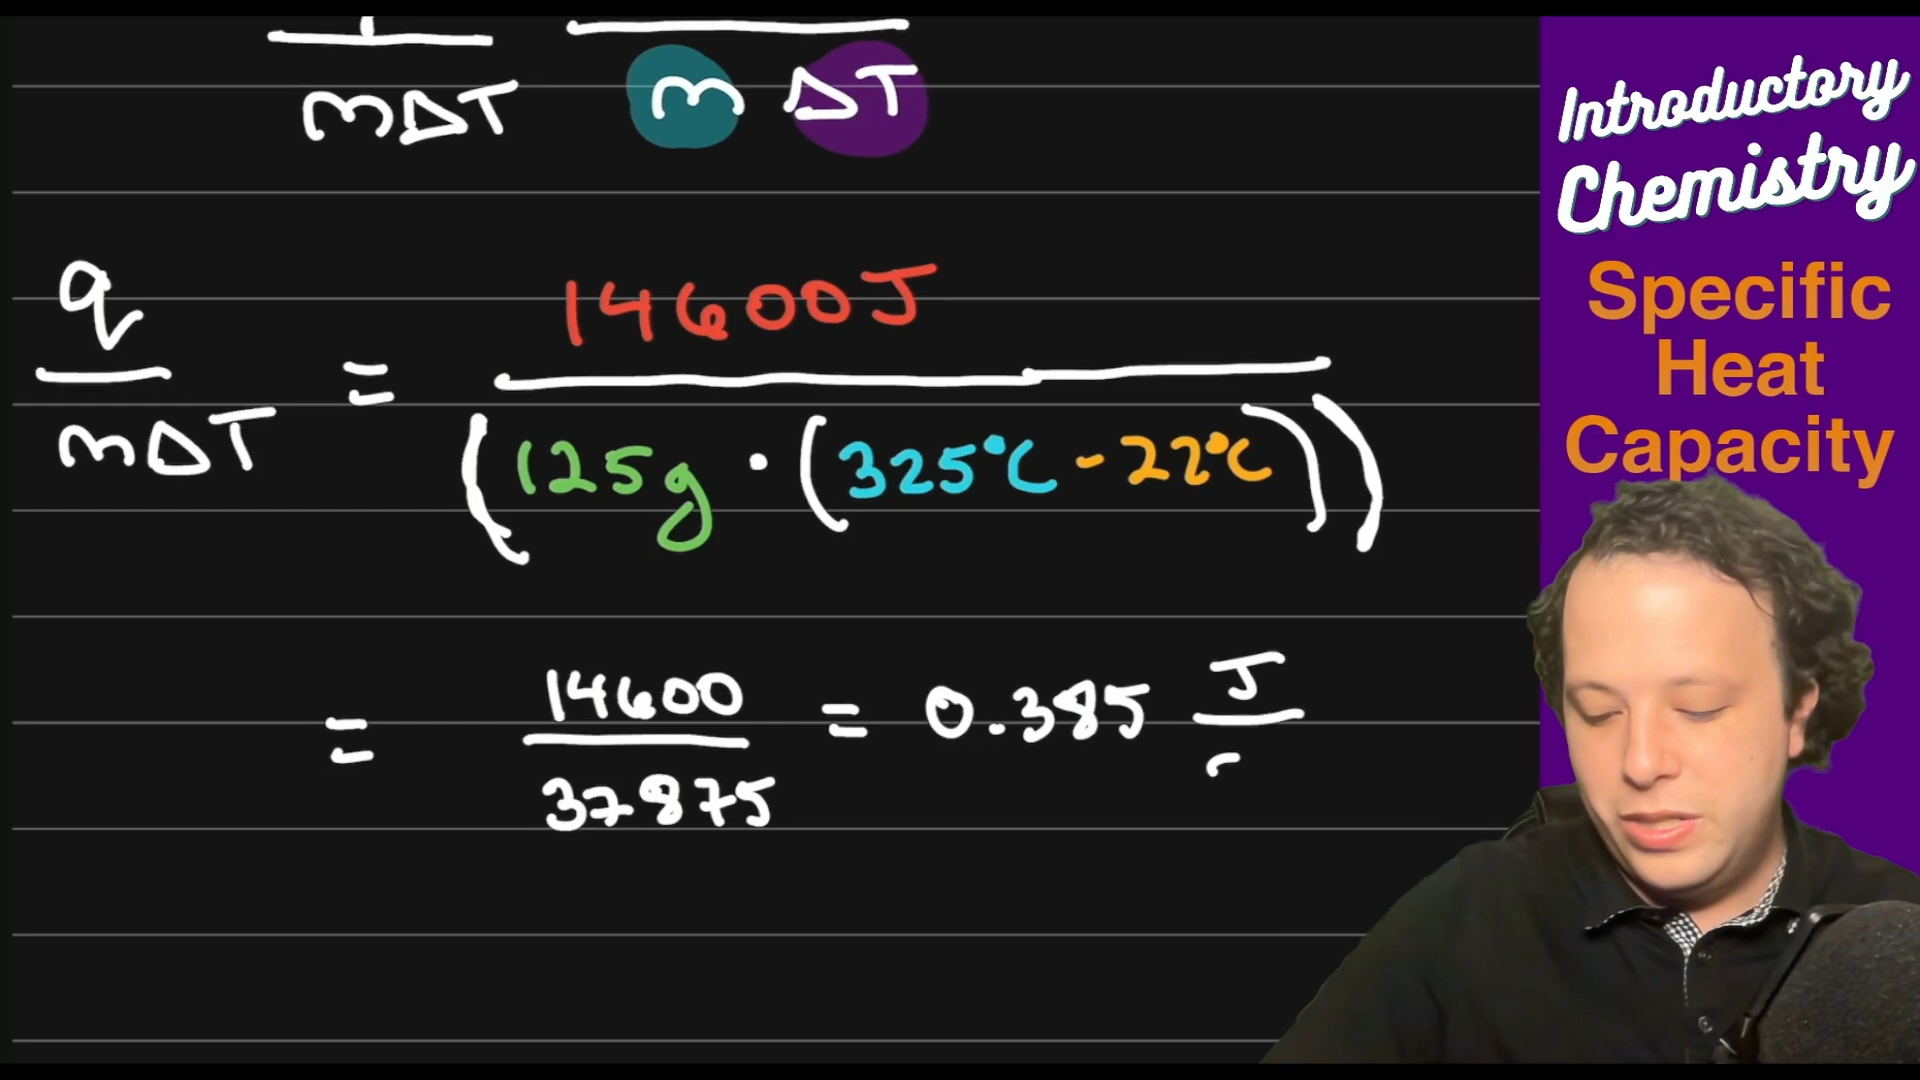 mΔT m ΔT
q/mΔT = 14600J/(125g · (325°C - 22°C))
= 14600/37875 = 0.385 J/
Introductory
Chemistry
Specific
Heat
Capacity